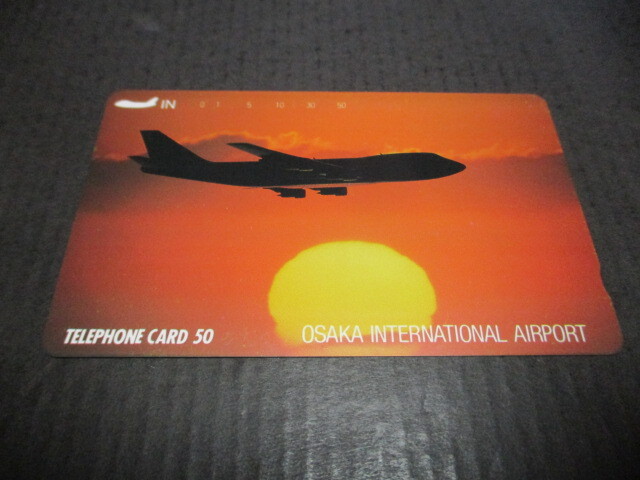 IN 0 1 5 10 30 50
TELEPHONE CARD 50
OSAKA INTERNATIONAL AIRPORT